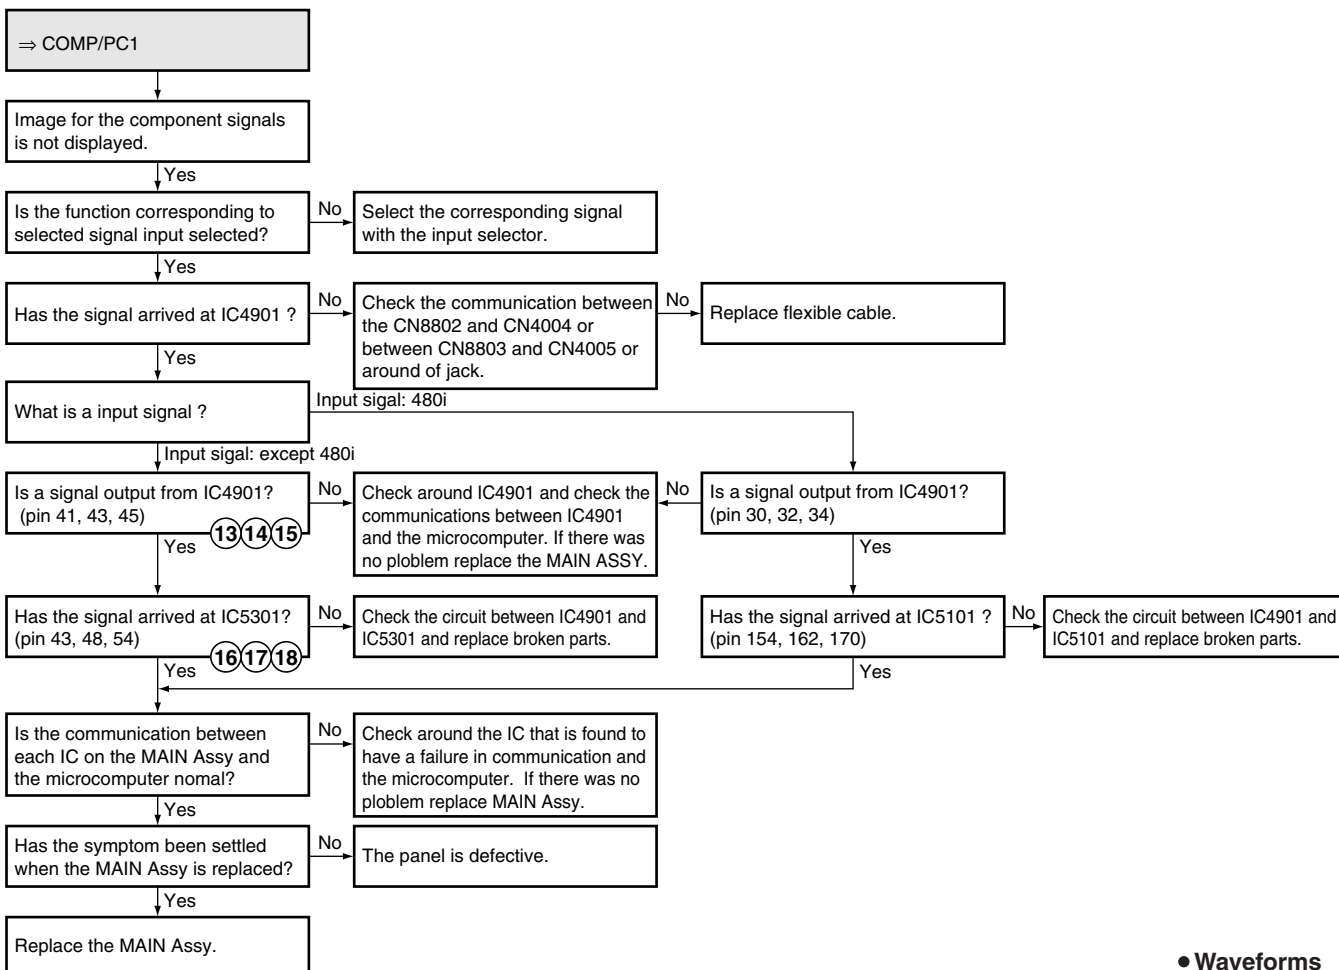 ⇒ COMP/PC1
Image for the component signals
is not displayed.
Yes
Is the function corresponding to
selected signal input selected?
No
Select the corresponding signal
with the input selector.
Yes
Has the signal arrived at IC4901 ?
No
Check the communication between
the CN8802 and CN4004 or
between CN8803 and CN4005 or
around of jack.
No
Replace flexible cable.
Yes
What is a input signal ?
Input sigal: 480i
Input sigal: except 480i
Is a signal output from IC4901?
(pin 41, 43, 45)
13 14 15
No
Check around IC4901 and check the
communications between IC4901
and the microcomputer. If there was
no ploblem replace the MAIN ASSY.
No
Is a signal output from IC4901?
(pin 30, 32, 34)
Yes
Yes
Has the signal arrived at IC5301?
(pin 43, 48, 54)
16 17 18
No
Check the circuit between IC4901 and
IC5301 and replace broken parts.
Has the signal arrived at IC5101 ?
(pin 154, 162, 170)
No
Check the circuit between IC4901 and
IC5101 and replace broken parts.
Yes
Yes
Is the communication between
each IC on the MAIN Assy and
the microcomputer nomal?
No
Check around the IC that is found to
have a failure in communication and
the microcomputer. If there was no
ploblem replace MAIN Assy.
Yes
Has the symptom been settled
when the MAIN Assy is replaced?
No
The panel is defective.
Yes
Replace the MAIN Assy.
● Waveforms